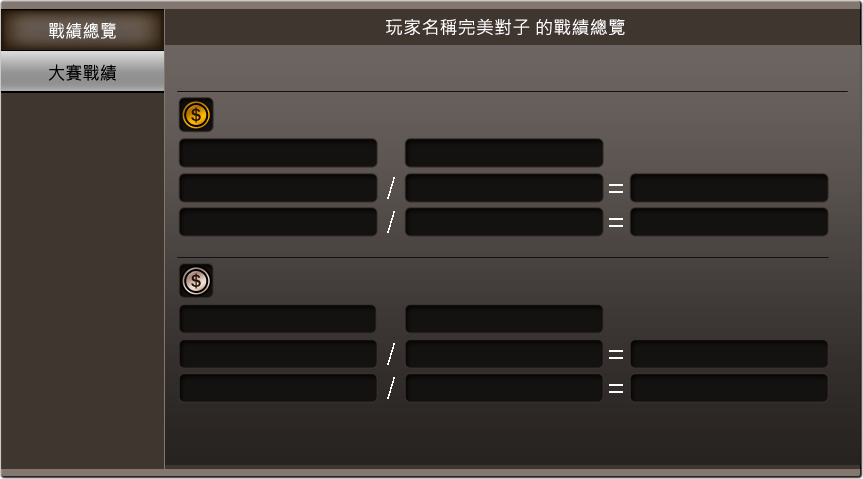 戰績總覽
玩家名稱完美對子 的戰績總覽
大賽戰績
$
/ =
/ =
$
/ =
/ =